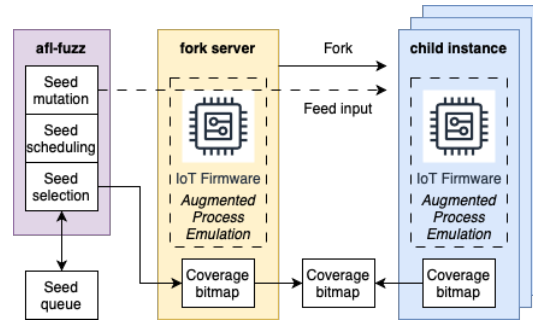 afl-fuzz
Seed
mutation
Seed
scheduling
Seed
selection
Seed
queue
fork server
IoT Firmware
Augmented
Process
Emulation
Coverage
bitmap
Fork
Feed input
Coverage
bitmap
child instance
IoT Firmware
Augmented
Process
Emulation
Coverage
bitmap